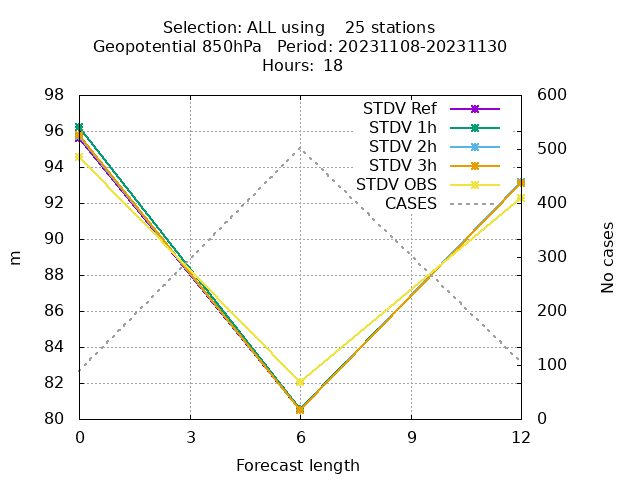 Selection: ALL using    25 stations
Geopotential 850hPa   Period: 20231108-20231130
Hours: 18
98
96
94
92
90
88
86
84
82
80
m
600
500
400
300
200
100
0
No cases
STDV Ref
STDV 1h
STDV 2h
STDV 3h
STDV OBS
CASES
0 3 6 9 12
Forecast length